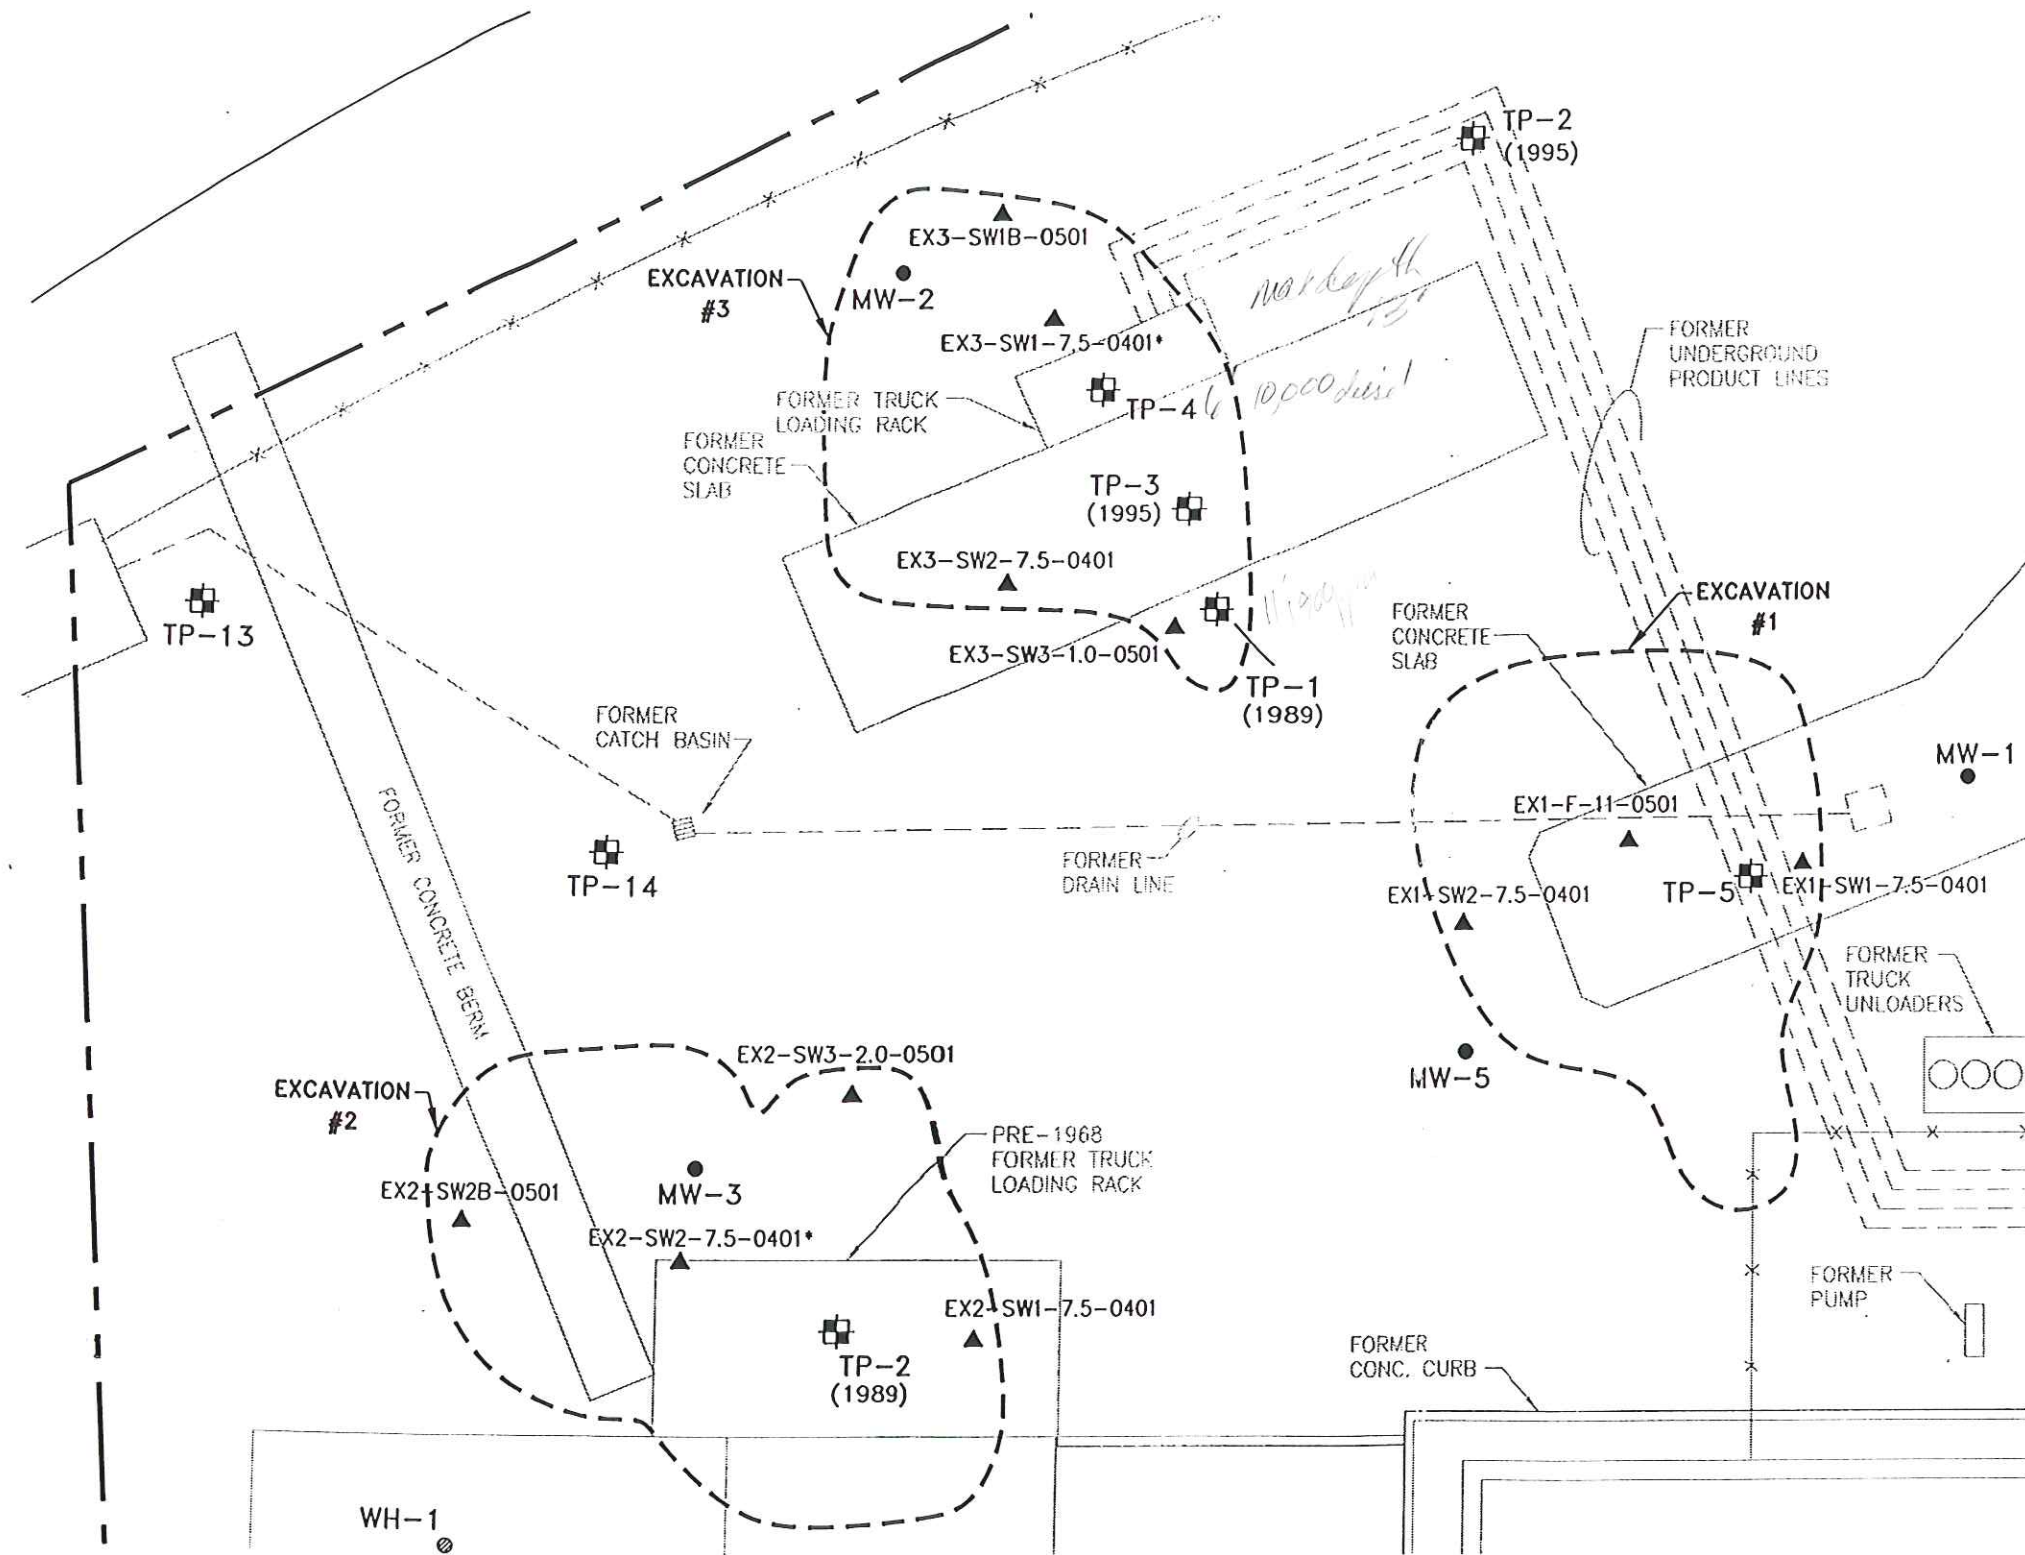 TP-2
(1995)
EX3-SW1B-0501
EXCAVATION
#3
MW-2
max depth
13'
EX3-SW1-7.5-0401*
FORMER
UNDERGROUND
PRODUCT LINES
FORMER TRUCK
LOADING RACK
TP-4
10,000 diesel
FORMER
CONCRETE
SLAB
TP-3
(1995)
EX3-SW2-7.5-0401
EXCAVATION
#1
FORMER
CONCRETE
SLAB
TP-13
EX3-SW3-1.0-0501
TP-1
(1989)
FORMER
CATCH BASIN
MW-1
FORMER CONCRETE BERM
EX1-F-11-0501
FORMER
DRAIN LINE
TP-14
TP-5
EX1-SW1-7.5-0401
EX1-SW2-7.5-0401
FORMER
TRUCK
UNLOADERS
MW-5
EX2-SW3-2.0-0501
EXCAVATION
#2
PRE-1968
FORMER TRUCK
LOADING RACK
EX2-SW2B-0501
MW-3
EX2-SW2-7.5-0401*
FORMER
PUMP
EX2-SW1-7.5-0401
TP-2
(1989)
FORMER
CONC. CURB
WH-1